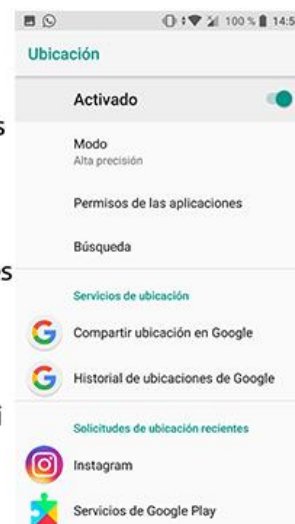 100 % 14:5
Ubicación
Activado
Modo
Alta precisión
Permisos de las aplicaciones
Búsqueda
Servicios de ubicación
Compartir ubicación en Google
Historial de ubicaciones de Google
Solicitudes de ubicación recientes
Instagram
Servicios de Google Play